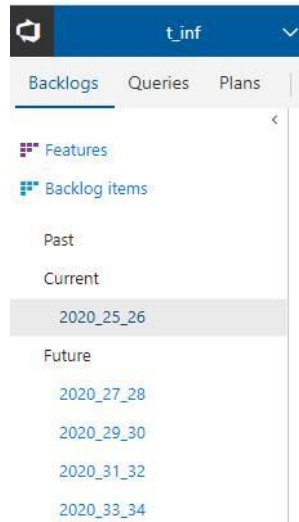 t_inf
Backlogs Queries Plans
Features
Backlog items
Past
Current
2020_25_26
Future
2020_27_28
2020_29_30
2020_31_32
2020_33_34